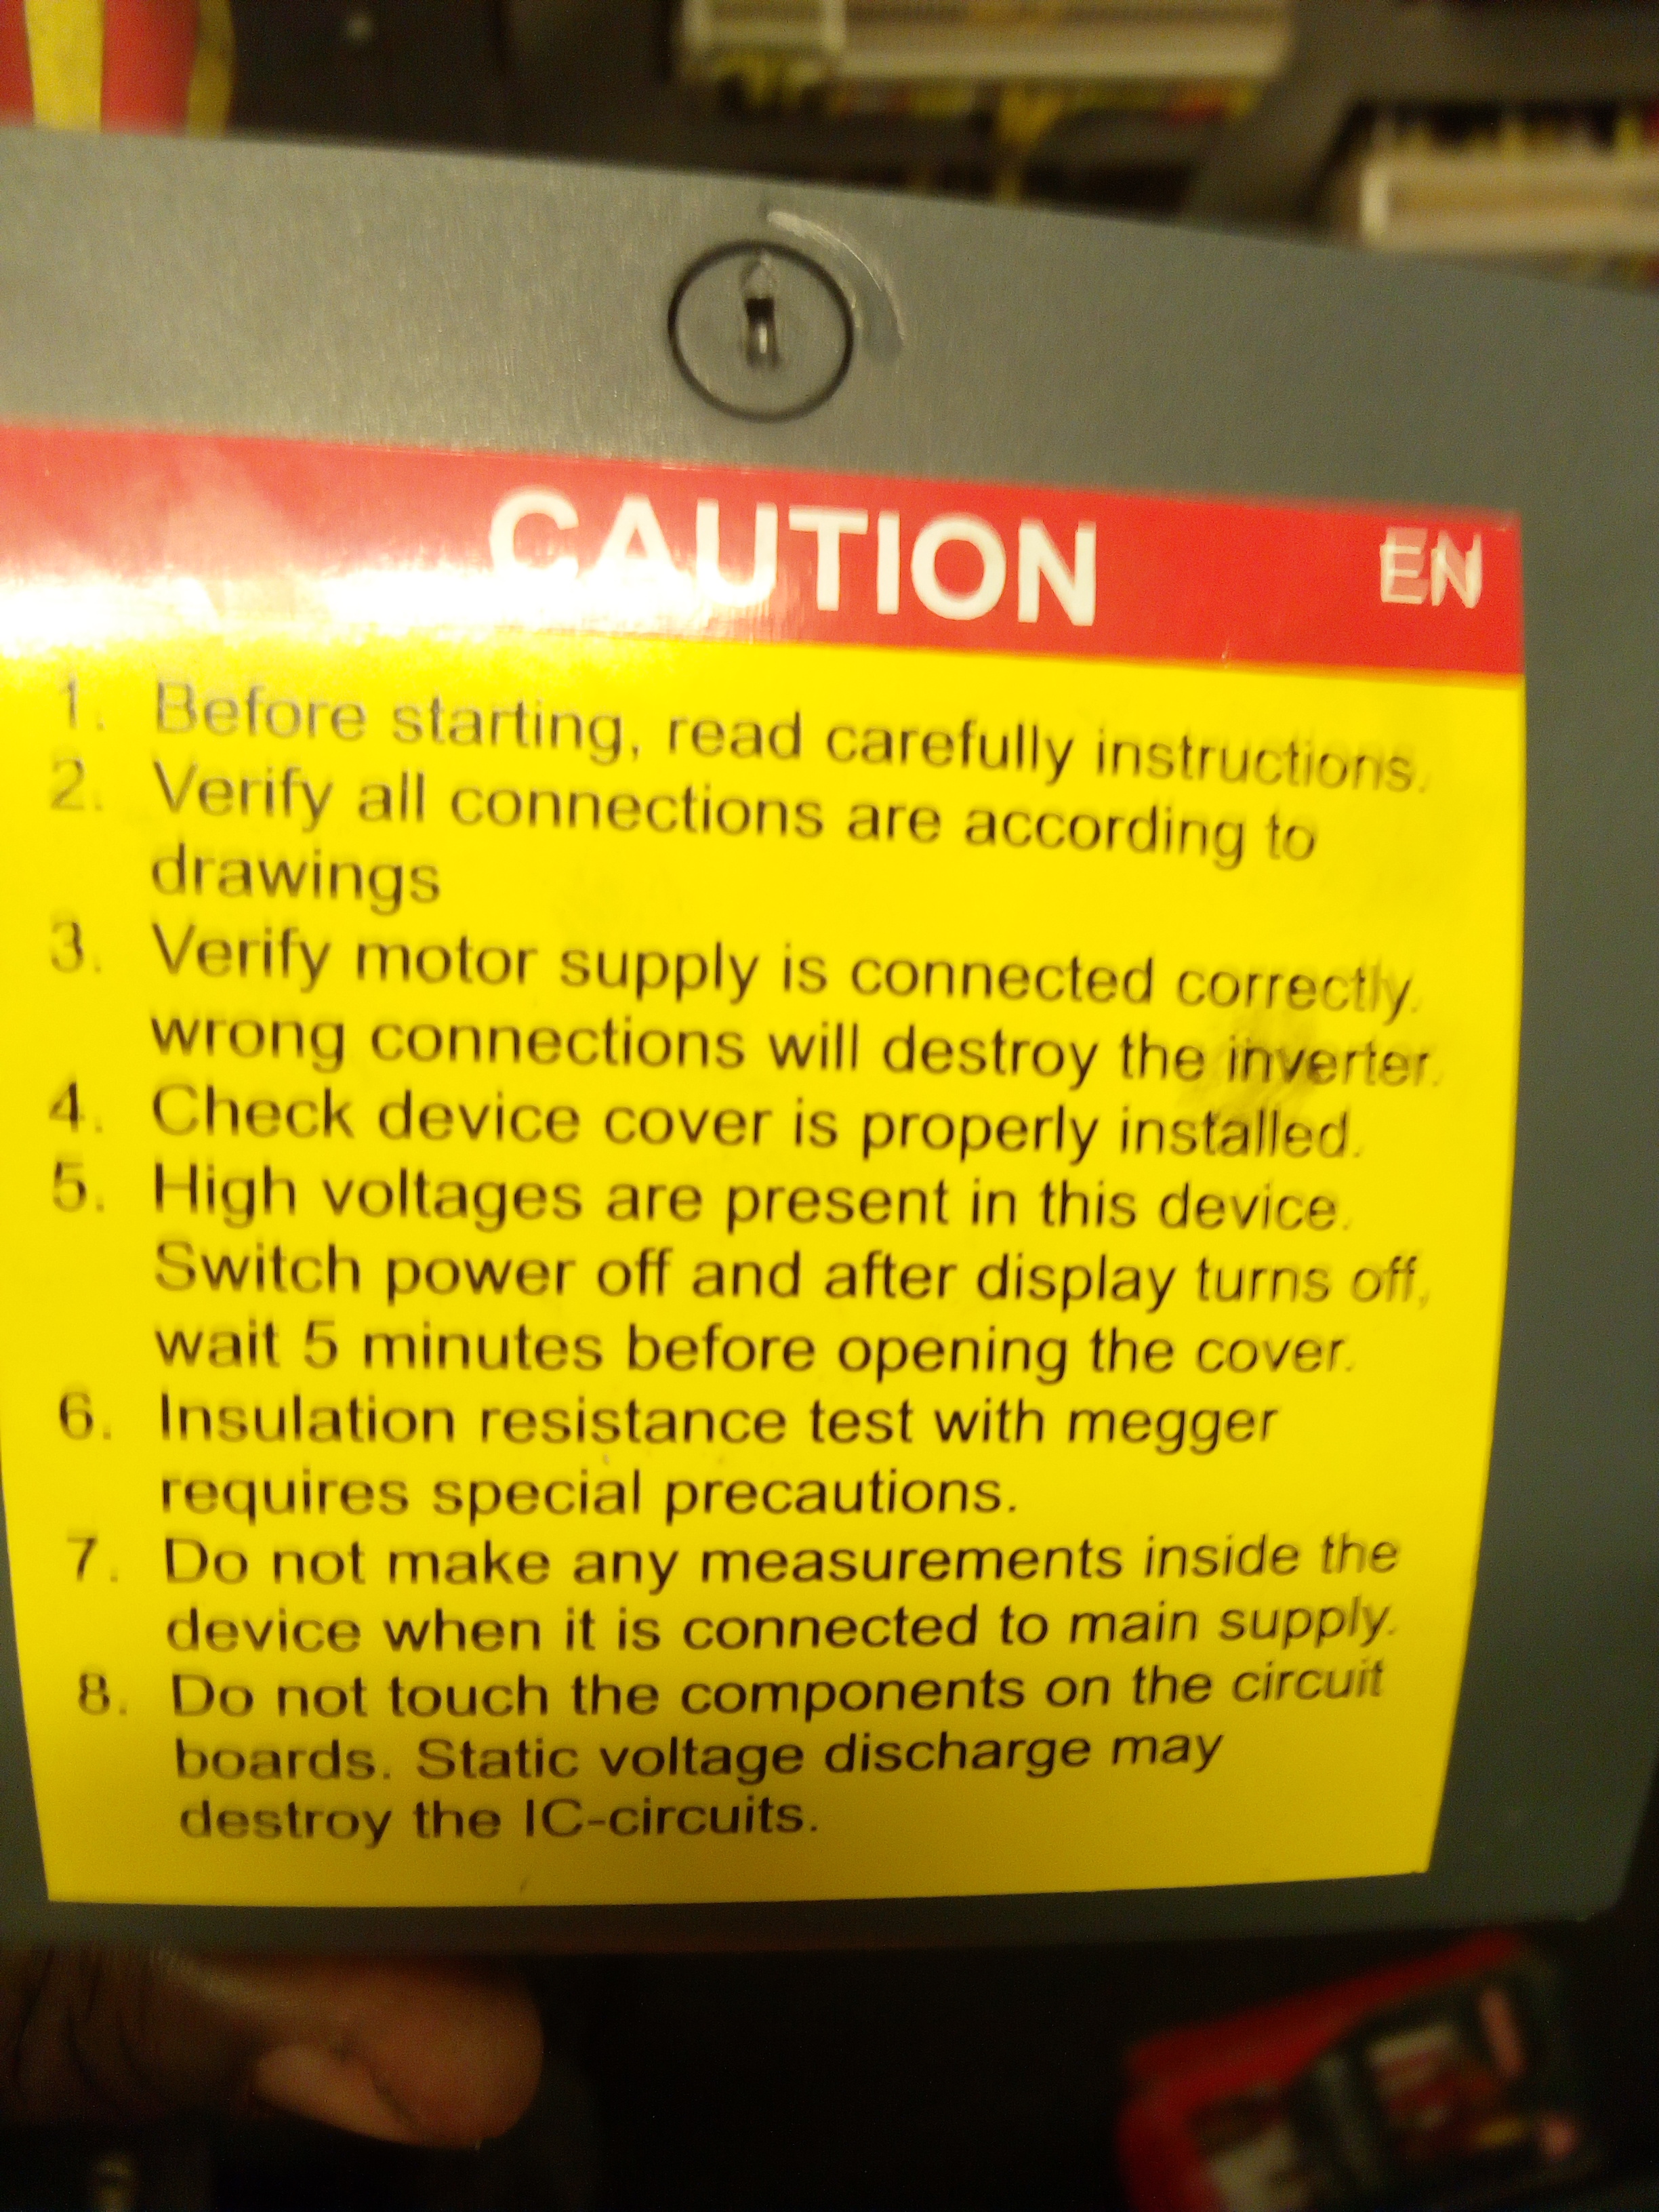 CAUTION EN
1. Before starting, read carefully instructions.
2. Verify all connections are according to
drawings
3. Verify motor supply is connected correctly.
wrong connections will destroy the inverter.
4. Check device cover is properly installed.
5. High voltages are present in this device.
Switch power off and after display turns off,
wait 5 minutes before opening the cover.
6. Insulation resistance test with megger
requires special precautions.
7. Do not make any measurements inside the
device when it is connected to main supply.
8. Do not touch the components on the circuit
boards. Static voltage discharge may
destroy the IC-circuits.